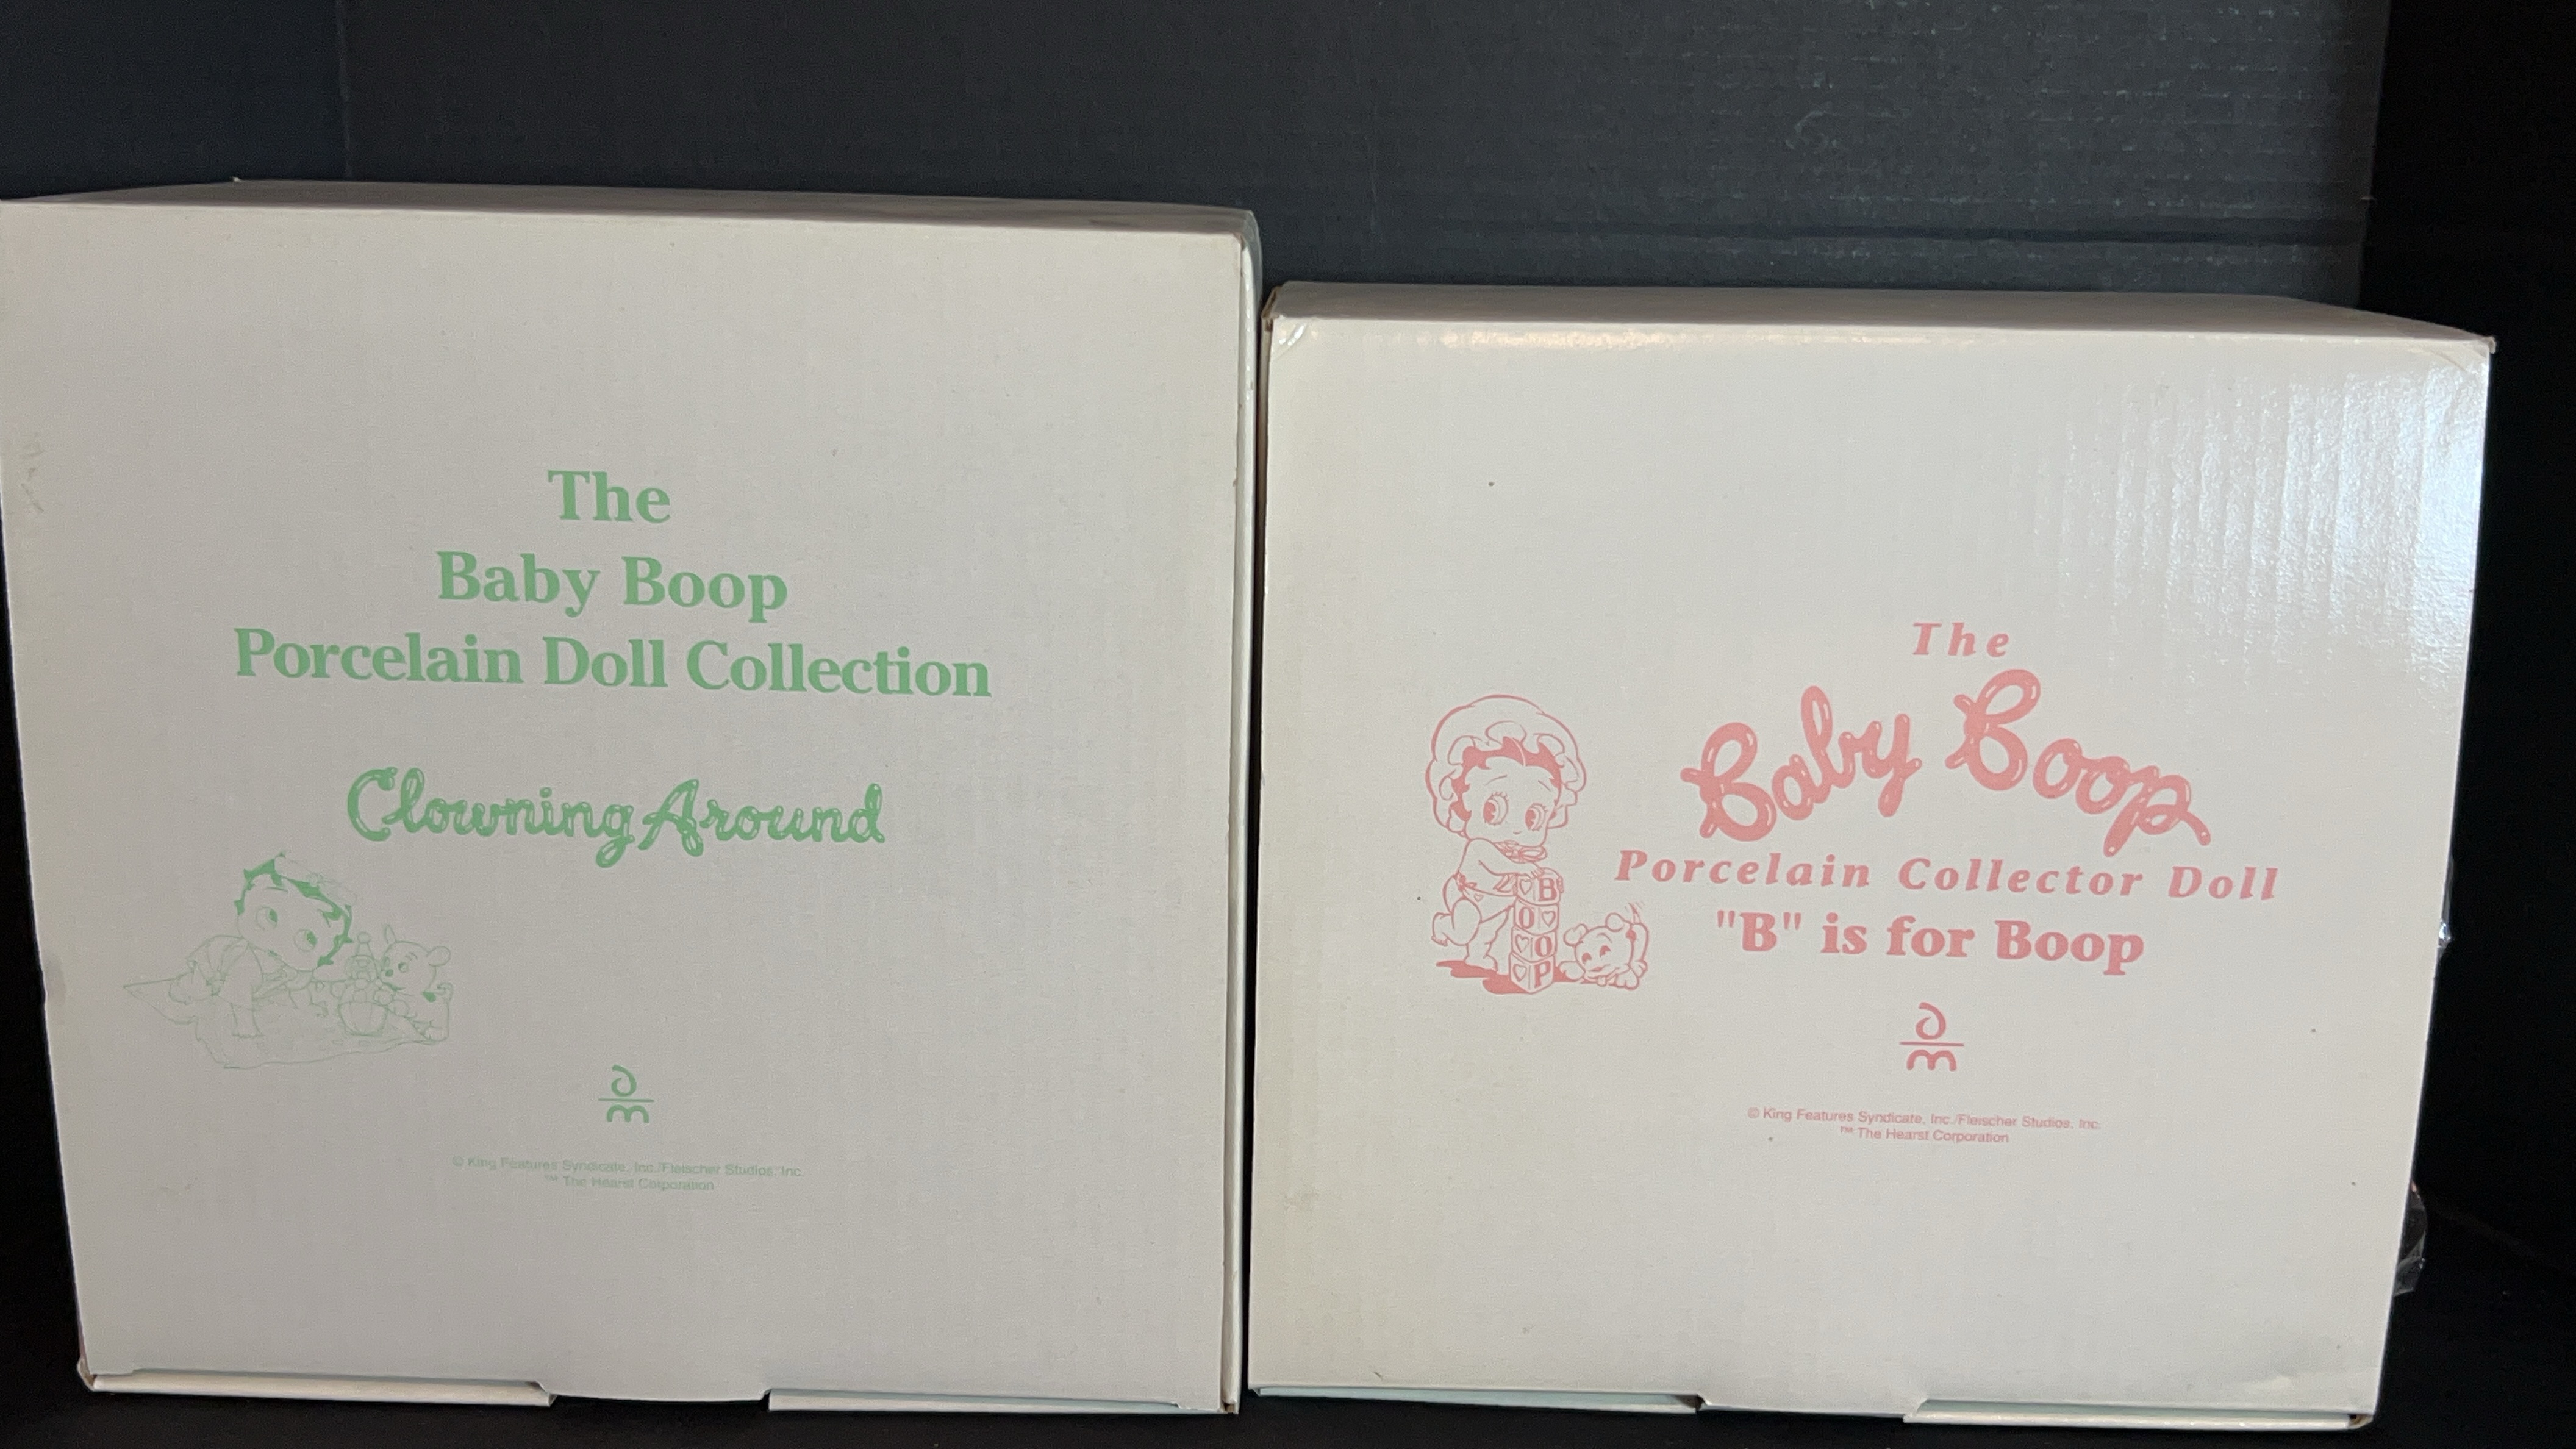 The
Baby Boop
Porcelain Doll Collection
Clowning Around
© King Features Syndicate, Inc./Fleischer Studios, Inc.
™ The Hearst Corporation
The
Baby Boop
Porcelain Collector Doll
"B" is for Boop
B
O
O
P
© King Features Syndicate, Inc./Fleischer Studios, Inc.
™ The Hearst Corporation